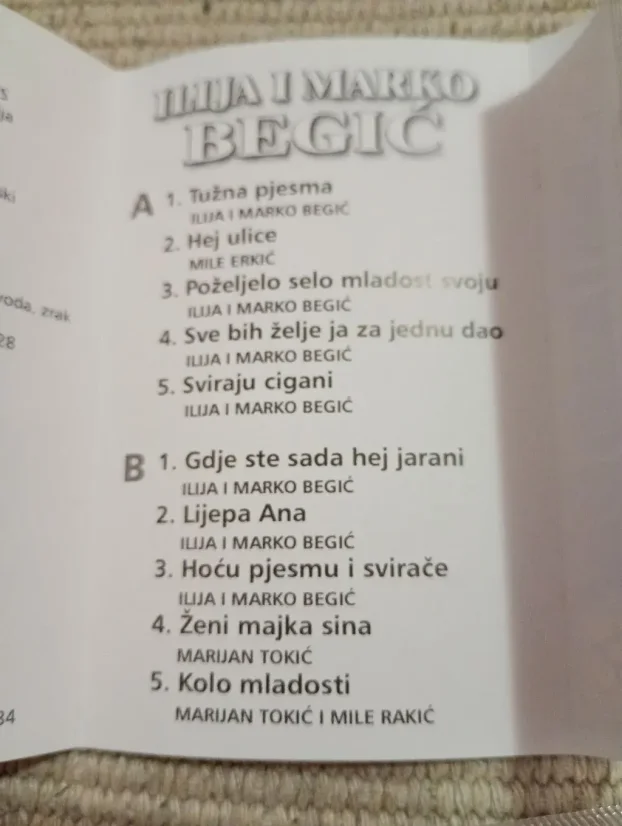 ILIJA I MARKO
BEGIĆ
A 1. Tužna pjesma
ILIJA I MARKO BEGIĆ
2. Hej ulice
MILE ERKIĆ
3. Poželjelo selo mladost svoju
ILIJA I MARKO BEGIĆ
4. Sve bih želje ja za jednu dao
ILIJA I MARKO BEGIĆ
5. Sviraju cigani
ILIJA I MARKO BEGIĆ
B 1. Gdje ste sada hej jarani
ILIJA I MARKO BEGIĆ
2. Lijepa Ana
ILIJA I MARKO BEGIĆ
3. Hoću pjesmu i svirače
ILIJA I MARKO BEGIĆ
4. Ženi majka sina
MARIJAN TOKIĆ
5. Kolo mladosti
MARIJAN TOKIĆ I MILE RAKIĆ
zrak